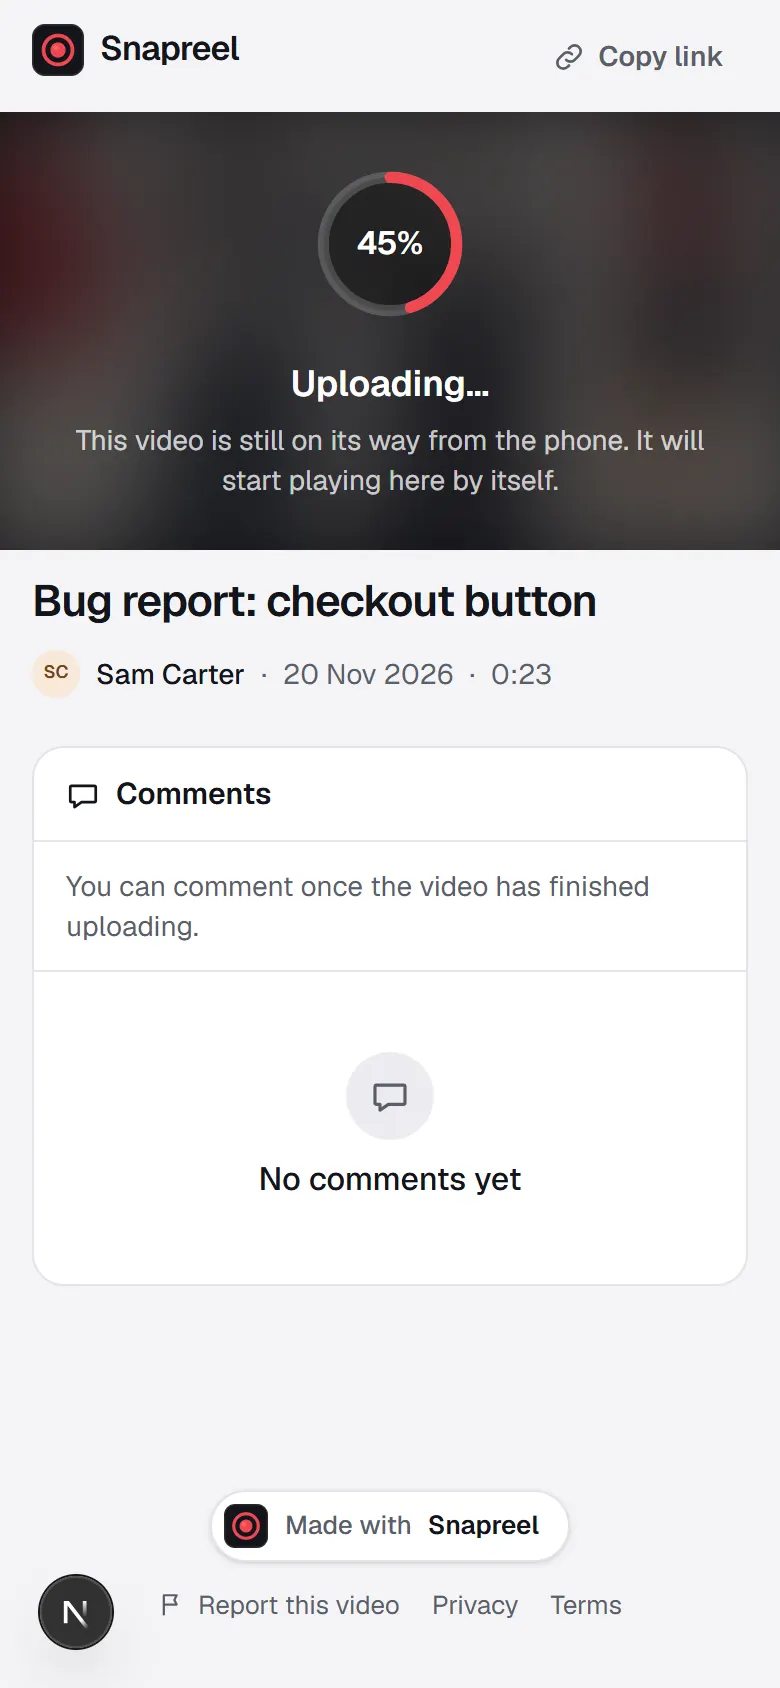 Snapreel
Copy link
45%
Uploading...
This video is still on its way from the phone. It will
start playing here by itself.
Bug report: checkout button
SC Sam Carter · 20 Nov 2026 · 0:23
Comments
You can comment once the video has finished
uploading.
No comments yet
Made with Snapreel
N Report this video Privacy Terms